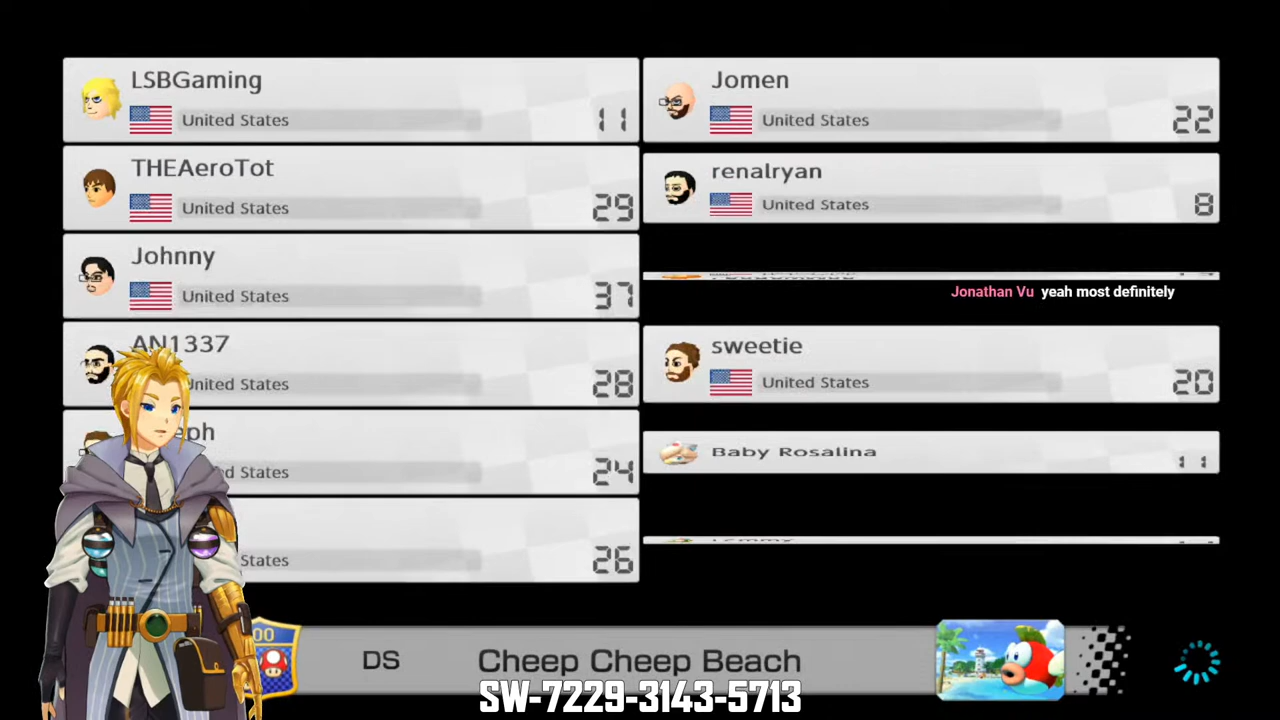 LSBGaming
United States
11
THEAeroTot
United States
29
Johnny
United States
37
AN1337
United States
28
eph
d States
24
States
26
Jomen
United States
22
renalryan
United States
8
Jonathan Vu yeah most definitely
sweetie
United States
20
Baby Rosalina
11
00
DS
Cheep Cheep Beach
SW-7229-3143-5713